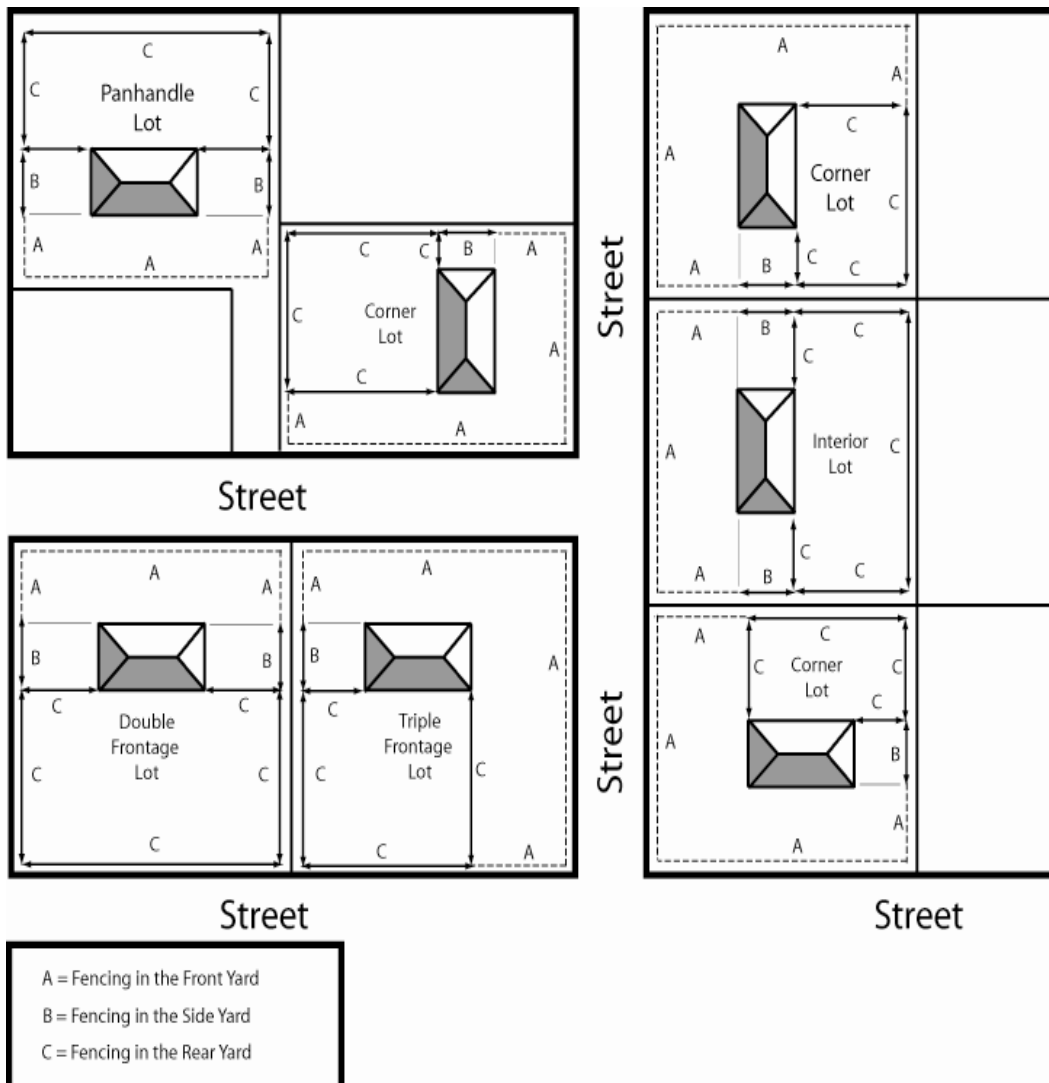 C
C
C
Panhandle
Lot
B
B
A
A
A
C
C
B
A
C
Corner
Lot
A
C
A
A
Street
A
A
A
B
B
C
C
Double
Frontage
Lot
C
C
C
A
A
B
A
C
Triple
Frontage
Lot
C
C
C
A
Street
A
A
C
A
Corner
Lot
C
A
B
C
C
Street
A
B
C
C
A
Interior
Lot
C
C
A
B
C
A
C
C
Corner
Lot
C
C
A
B
A
A
Street
Street
A = Fencing in the Front Yard
B = Fencing in the Side Yard
C = Fencing in the Rear Yard